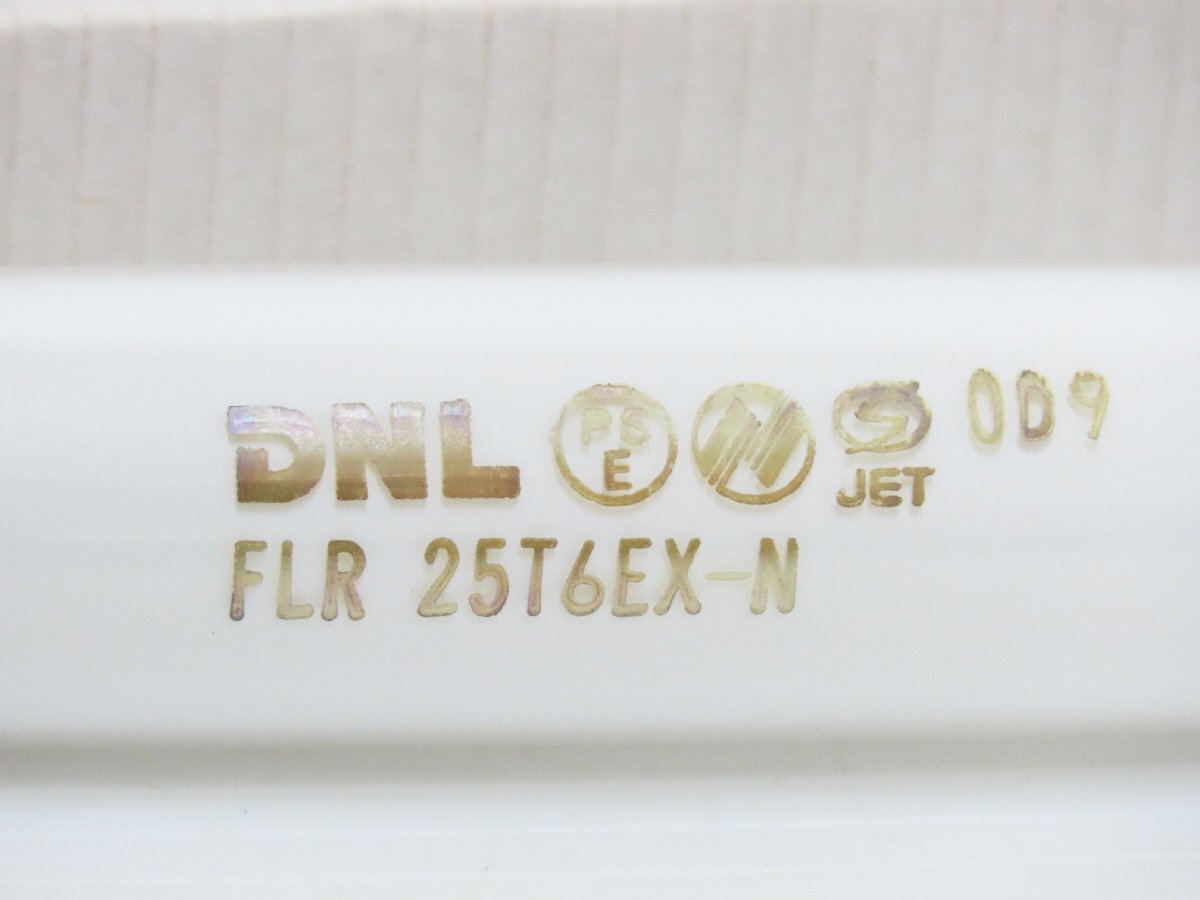 DNL PS E JET 0D9
FLR 25T6EX-N